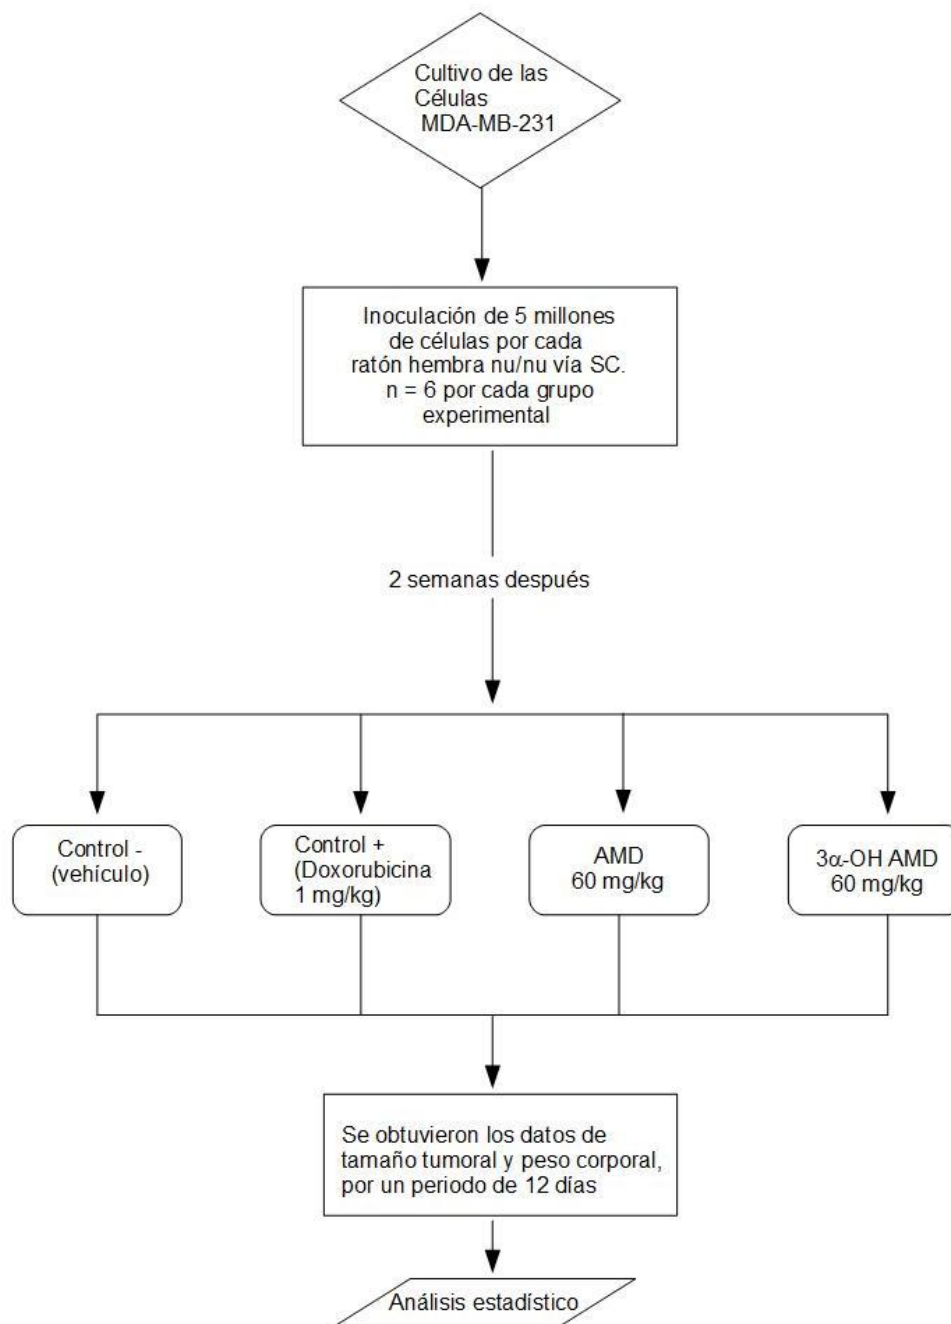 Cultivo de las
Células
MDA-MB-231
Inoculación de 5 millones
de células por cada
ratón hembra nu/nu vía SC.
n = 6 por cada grupo
experimental
2 semanas después
Control -
(vehículo)
Control +
(Doxorubicina
1 mg/kg)
AMD
60 mg/kg
3α-OH AMD
60 mg/kg
Se obtuvieron los datos de
tamaño tumoral y peso corporal,
por un periodo de 12 días
Análisis estadístico